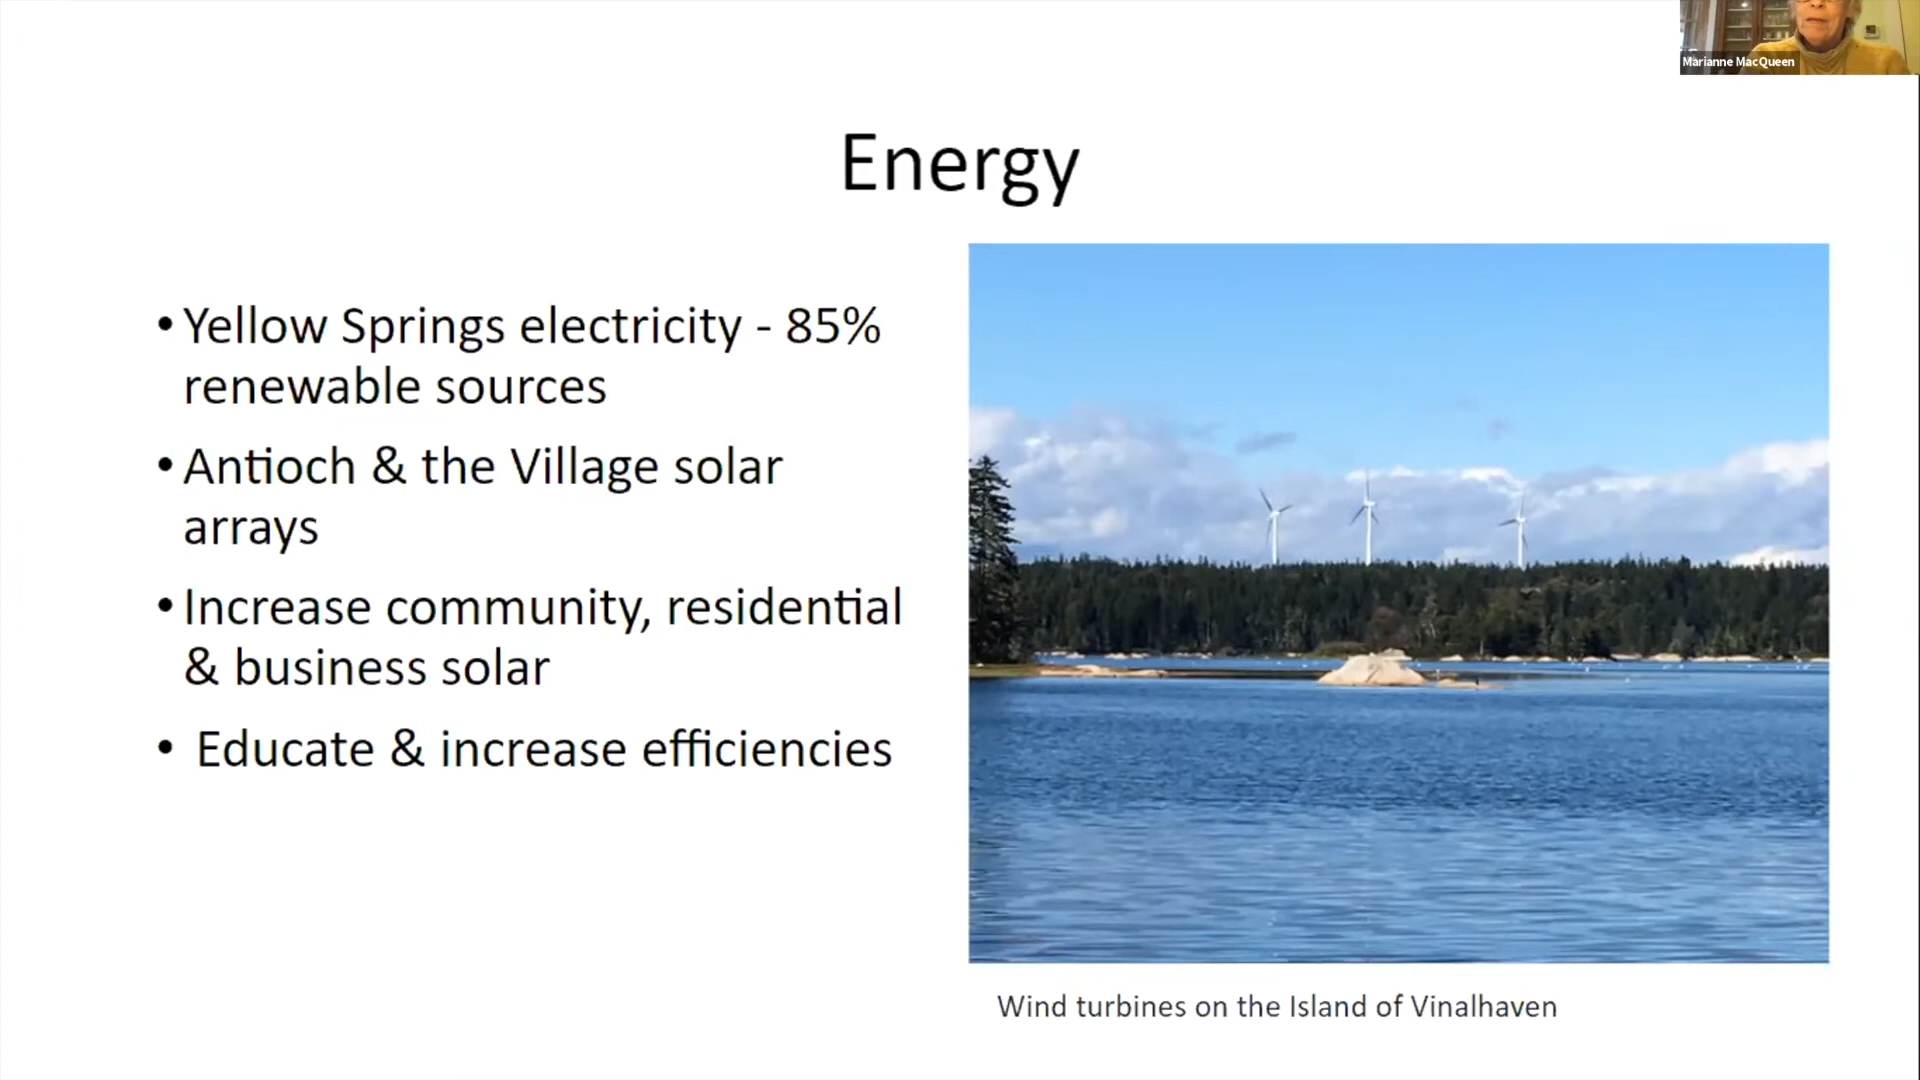 Marianne MacQueen
Energy
• Yellow Springs electricity - 85%
renewable sources
• Antioch & the Village solar
arrays
• Increase community, residential
& business solar
• Educate & increase efficiencies
Wind turbines on the Island of Vinalhaven